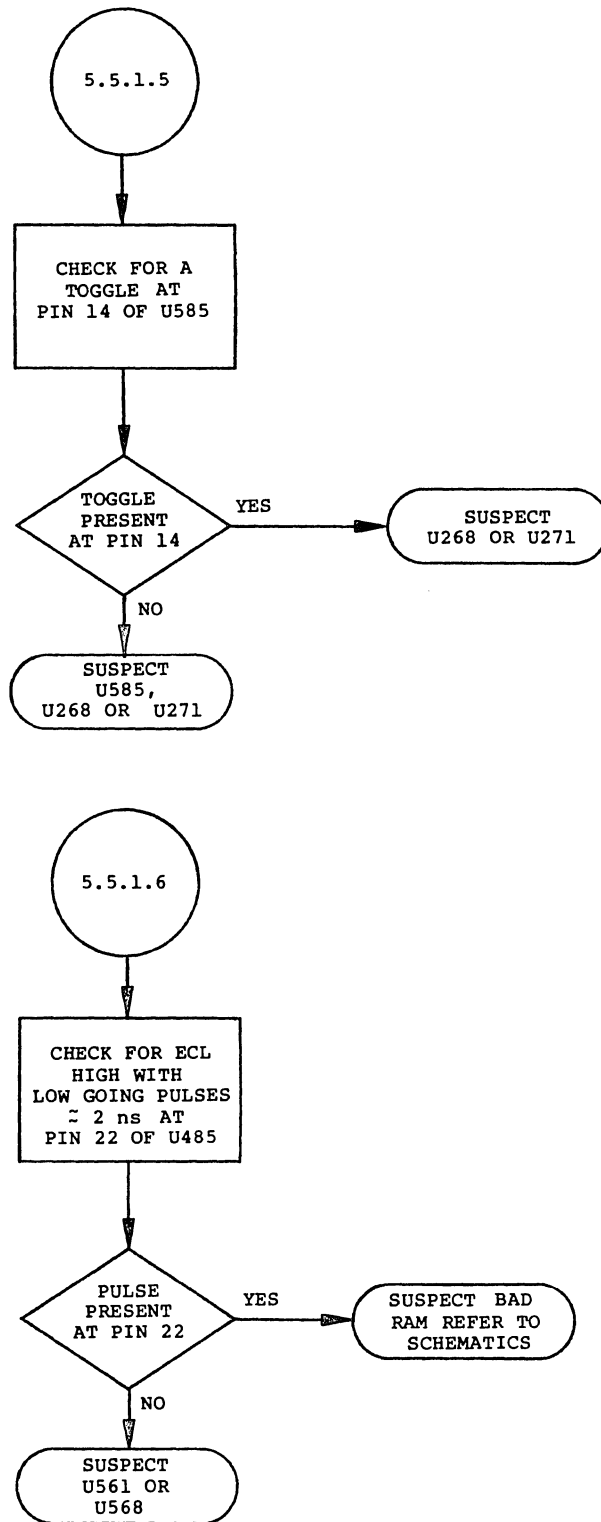 5.5.1.5
CHECK FOR A
TOGGLE AT
PIN 14 OF U585
TOGGLE
PRESENT
AT PIN 14
YES
SUSPECT
U268 OR U271
NO
SUSPECT
U585,
U268 OR U271
5.5.1.6
CHECK FOR ECL
HIGH WITH
LOW GOING PULSES
≈ 2 ns AT
PIN 22 OF U485
PULSE
PRESENT
AT PIN 22
YES
SUSPECT BAD
RAM REFER TO
SCHEMATICS
NO
SUSPECT
U561 OR
U568